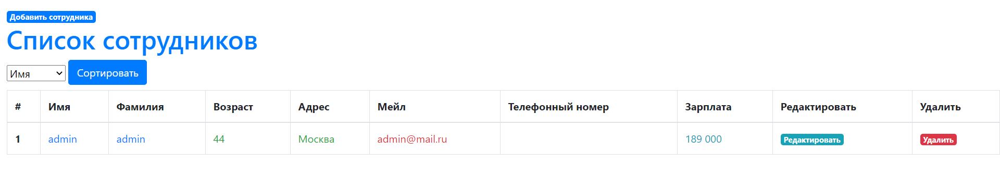 Добавить сотрудника
Список сотрудников
Имя Сортировать
# Имя Фамилия Возраст Адрес Мейл Телефонный номер Зарплата Редактировать Удалить
1 admin admin 44 Москва admin@mail.ru 189 000 Редактировать Удалить